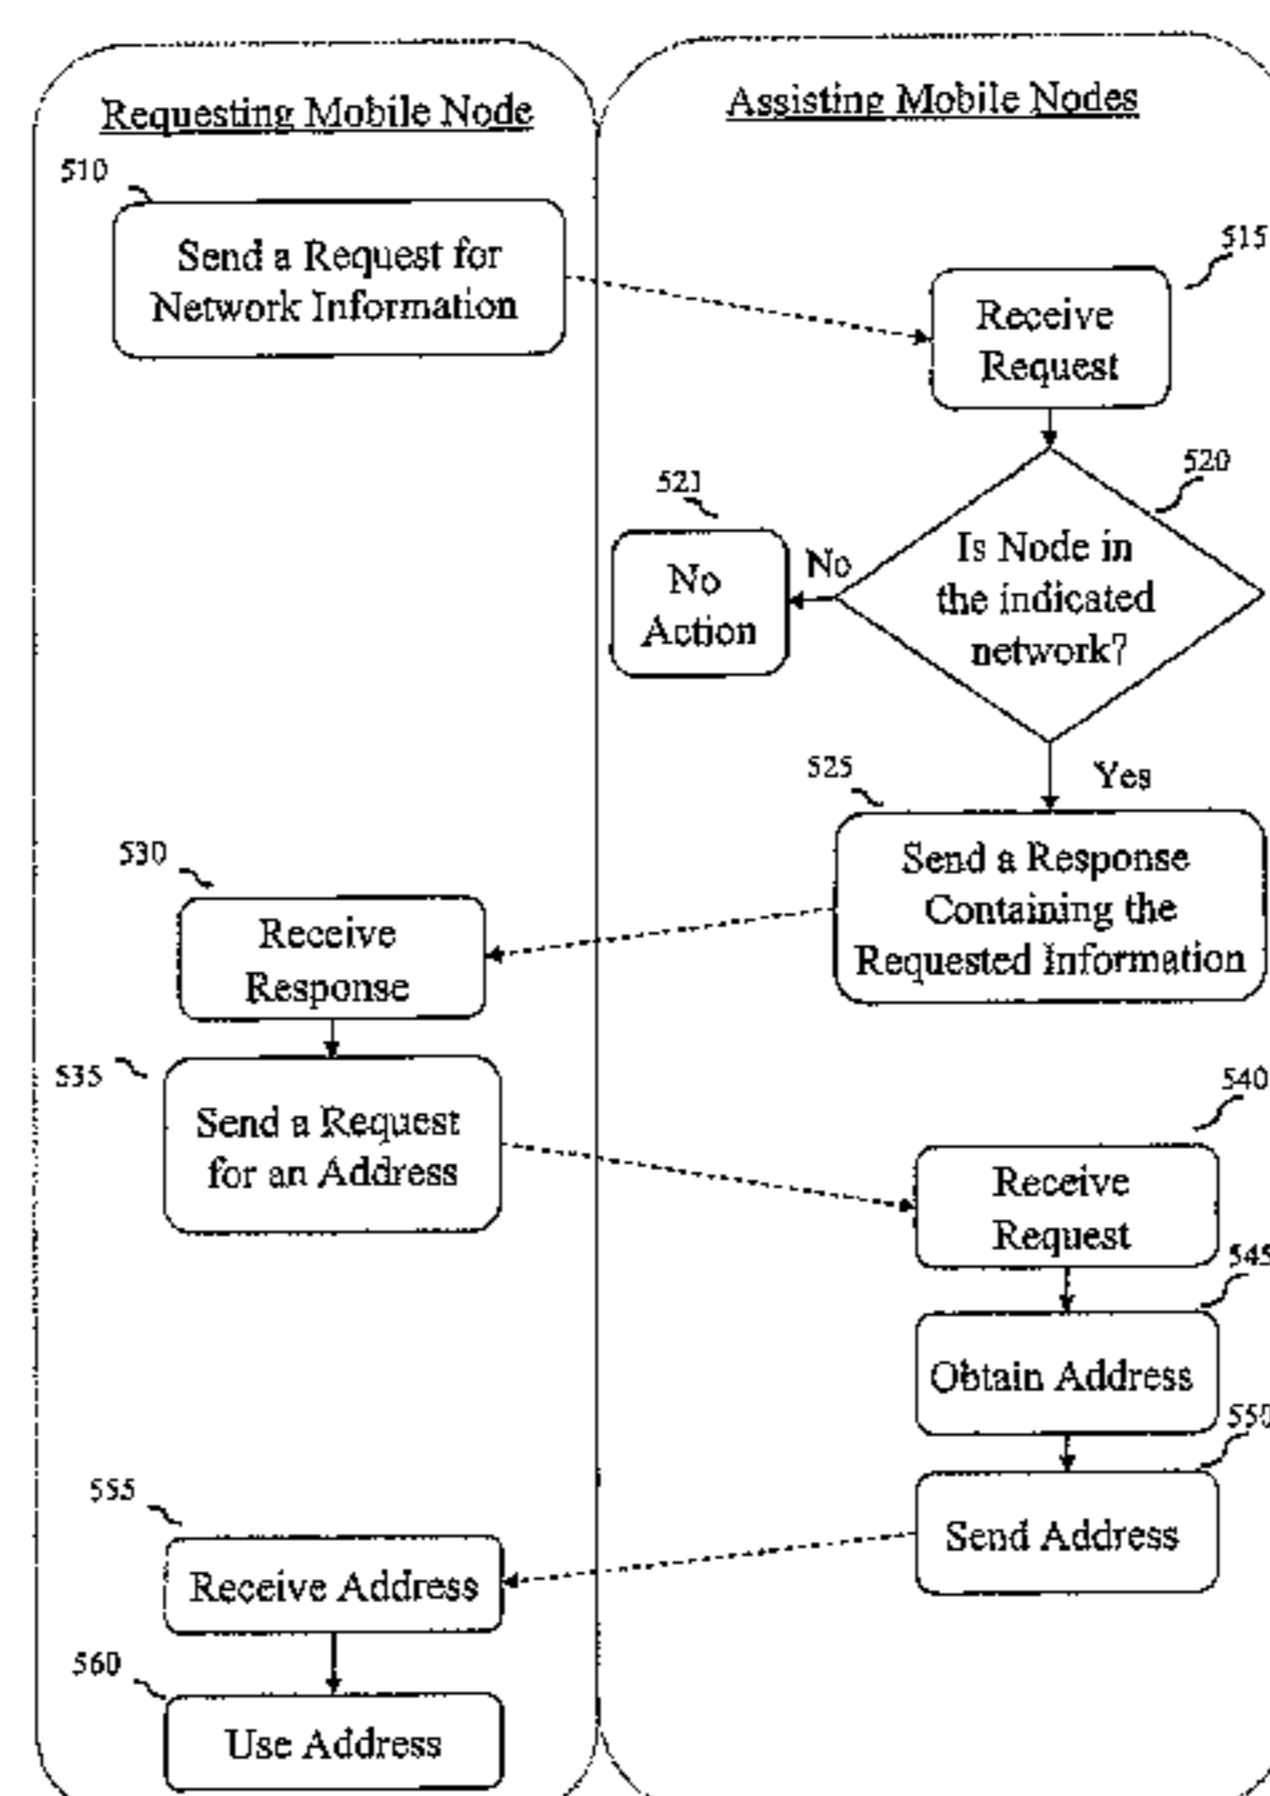 Requesting Mobile Node
Assisting Mobile Nodes
510
Send a Request for
Network Information
515
Receive
Request
520
Is Node in
the indicated
network?
521
No
Action
No
Yes
525
Send a Response
Containing the
Requested Information
530
Receive
Response
535
Send a Request
for an Address
540
Receive
Request
545
Obtain Address
550
Send Address
555
Receive Address
560
Use Address